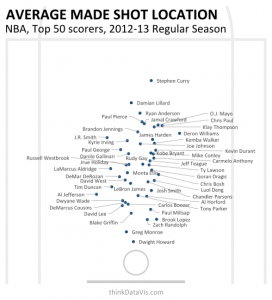 AVERAGE MADE SHOT LOCATION
NBA, Top 50 scorers, 2012-13 Regular Season
Stephen Curry
Damian Lillard
Ryan Anderson
O.J. Mayo
Paul Pierce
Jamal Crawford
Chris Paul
Klay Thompson
Brandon Jennings
Deron Williams
J.R. Smith
James Harden
Kemba Walker
Kyrie Irving
Joe Johnson
Paul George
Kobe Bryant
Kevin Durant
Danilo Gallinari
Mike Conley
Russell Westbrook
Rudy Gay
Carmelo Anthony
Jrue Holiday
Jeff Teague
LaMarcus Aldridge
Ty Lawson
Monta Ellis
DeMar DeRozan
Goran Dragic
David West
Chris Bosh
Tim Duncan
LeBron James
Josh Smith
Luol Deng
Al Jefferson
Chandler Parsons
Dwyane Wade
Al Horford
DeMarcus Cousins
Carlos Boozer
Tony Parker
David Lee
Paul Millsap
Blake Griffin
Brook Lopez
Zach Randolph
Greg Monroe
Dwight Howard
thinkDataVis.com